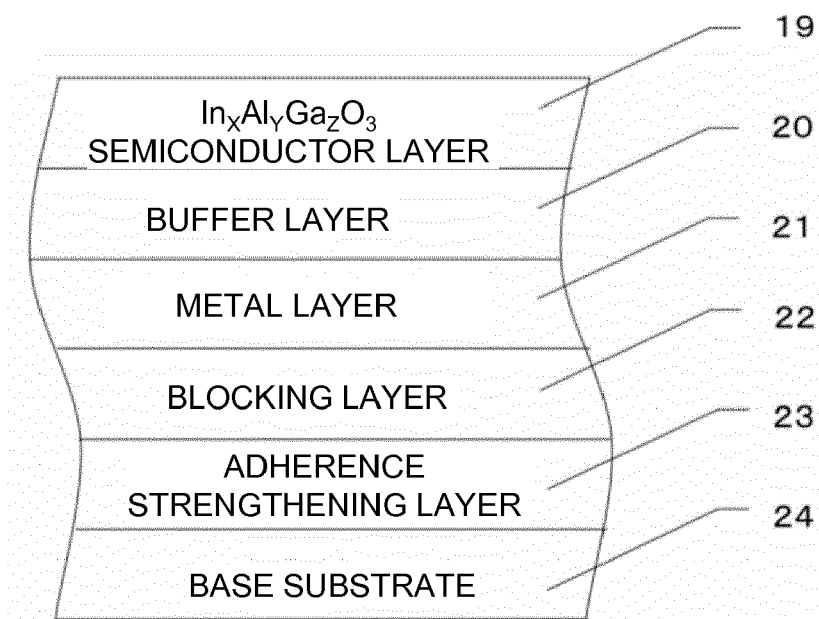 19
In_XAl_YGa_ZO_3
SEMICONDUCTOR LAYER
20
BUFFER LAYER
21
METAL LAYER
22
BLOCKING LAYER
23
ADHERENCE
STRENGTHENING LAYER
24
BASE SUBSTRATE